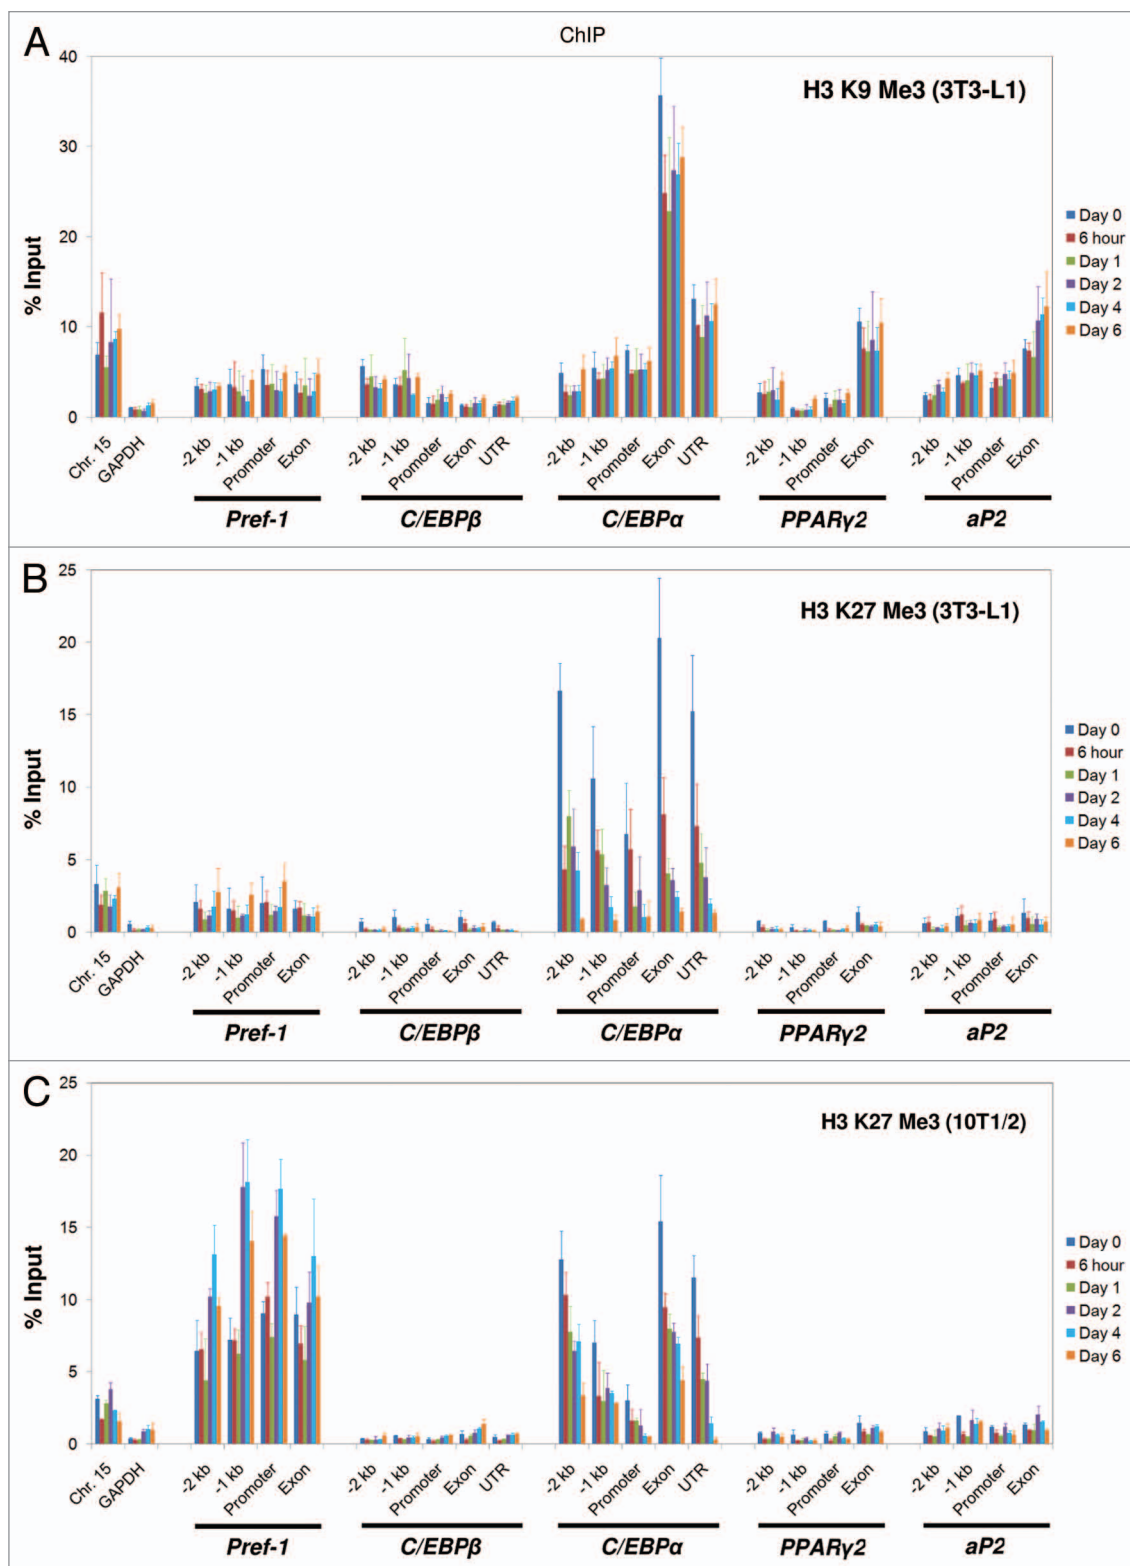 A
ChIP
H3 K9 Me3 (3T3-L1)
% Input
40
30
20
10
0
Day 0
6 hour
Day 1
Day 2
Day 4
Day 6
Chr. 15
GAPDH
-2 kb
-1 kb
Promoter
Exon
-2 kb
-1 kb
Promoter
Exon
UTR
-2 kb
-1 kb
Promoter
Exon
UTR
-2 kb
-1 kb
Promoter
Exon
-2 kb
-1 kb
Promoter
Exon
Pref-1 C/EBPβ C/EBPα PPARγ2 aP2
B
H3 K27 Me3 (3T3-L1)
% Input
25
20
15
10
5
0
Day 0
6 hour
Day 1
Day 2
Day 4
Day 6
Chr. 15
GAPDH
-2 kb
-1 kb
Promoter
Exon
-2 kb
-1 kb
Promoter
Exon
UTR
-2 kb
-1 kb
Promoter
Exon
UTR
-2 kb
-1 kb
Promoter
Exon
-2 kb
-1 kb
Promoter
Exon
Pref-1 C/EBPβ C/EBPα PPARγ2 aP2
C
H3 K27 Me3 (10T1/2)
% Input
25
20
15
10
5
0
Day 0
6 hour
Day 1
Day 2
Day 4
Day 6
Chr. 15
GAPDH
-2 kb
-1 kb
Promoter
Exon
-2 kb
-1 kb
Promoter
Exon
UTR
-2 kb
-1 kb
Promoter
Exon
UTR
-2 kb
-1 kb
Promoter
Exon
-2 kb
-1 kb
Promoter
Exon
Pref-1 C/EBPβ C/EBPα PPARγ2 aP2